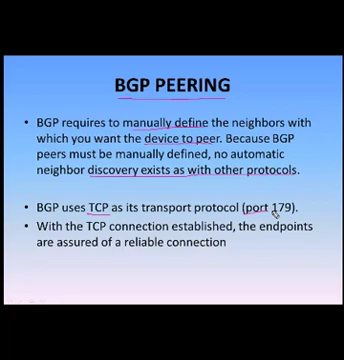 BGP PEERING
• BGP requires to manually define the neighbors with
which you want the device to peer. Because BGP
peers must be manually defined, no automatic
neighbor discovery exists as with other protocols.
• BGP uses TCP as its transport protocol (port 179).
• With the TCP connection established, the endpoints
are assured of a reliable connection